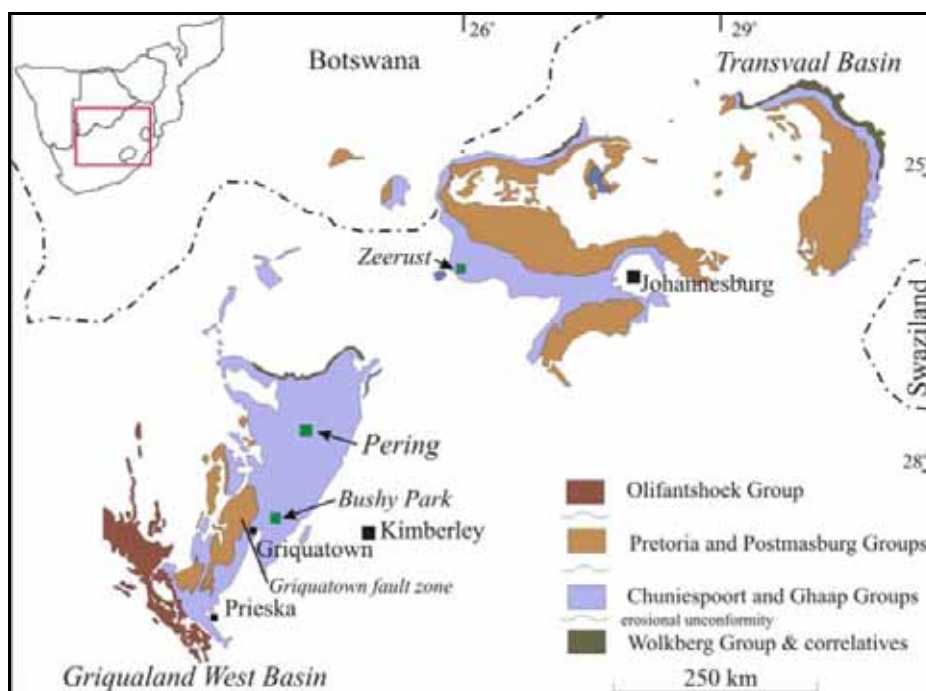 26°
29°
Botswana
Transvaal Basin
25°
Zeerust
Johannesburg
Swaziland
Pering
28°
Bushy Park
Kimberley
Griquatown
Griquatown fault zone
Prieska
Griqualand West Basin
Olifantshoek Group
Pretoria and Postmasburg Groups
Chuniespoort and Ghaap Groups
erosional unconformity
Wolkberg Group & correlatives
250 km